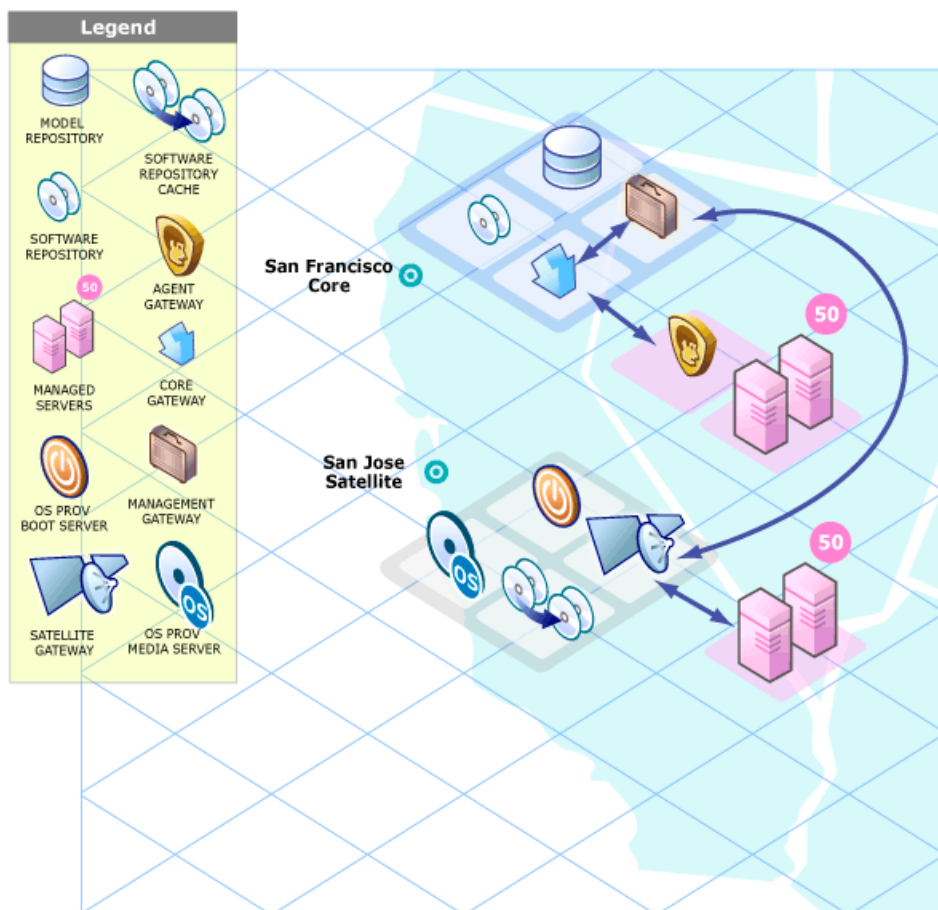 Legend
MODEL
REPOSITORY
SOFTWARE
REPOSITORY
CACHE
SOFTWARE
REPOSITORY
AGENT
GATEWAY
50
MANAGED
SERVERS
CORE
GATEWAY
OS PROV
BOOT SERVER
MANAGEMENT
GATEWAY
SATELLITE
GATEWAY
OS
OS PROV
MEDIA SERVER
San Francisco
Core
50
San Jose
Satellite
OS
50